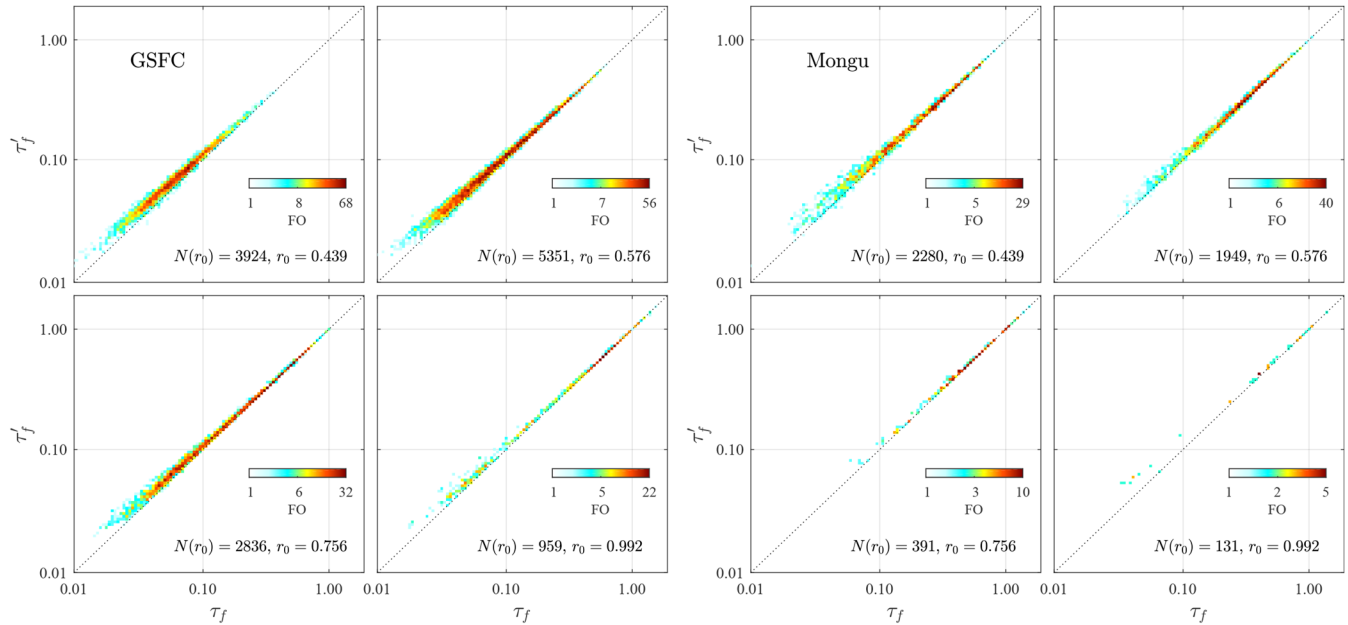 1.00
GSFC
τ′f
0.10
1 8 68
FO
N(r0) = 3924, r0 = 0.439
0.01
1 7 56
FO
N(r0) = 5351, r0 = 0.576
1.00
τ′f
0.10
1 6 32
FO
N(r0) = 2836, r0 = 0.756
0.01
0.01 0.10 1.00
τf
1 5 22
FO
N(r0) = 959, r0 = 0.992
0.01 0.10 1.00
τf
1.00
Mongu
τ′f
0.10
1 5 29
FO
N(r0) = 2280, r0 = 0.439
0.01
1 6 40
FO
N(r0) = 1949, r0 = 0.576
1.00
τ′f
0.10
1 3 10
FO
N(r0) = 391, r0 = 0.756
0.01
0.01 0.10 1.00
τf
1 2 5
FO
N(r0) = 131, r0 = 0.992
0.01 0.10 1.00
τf